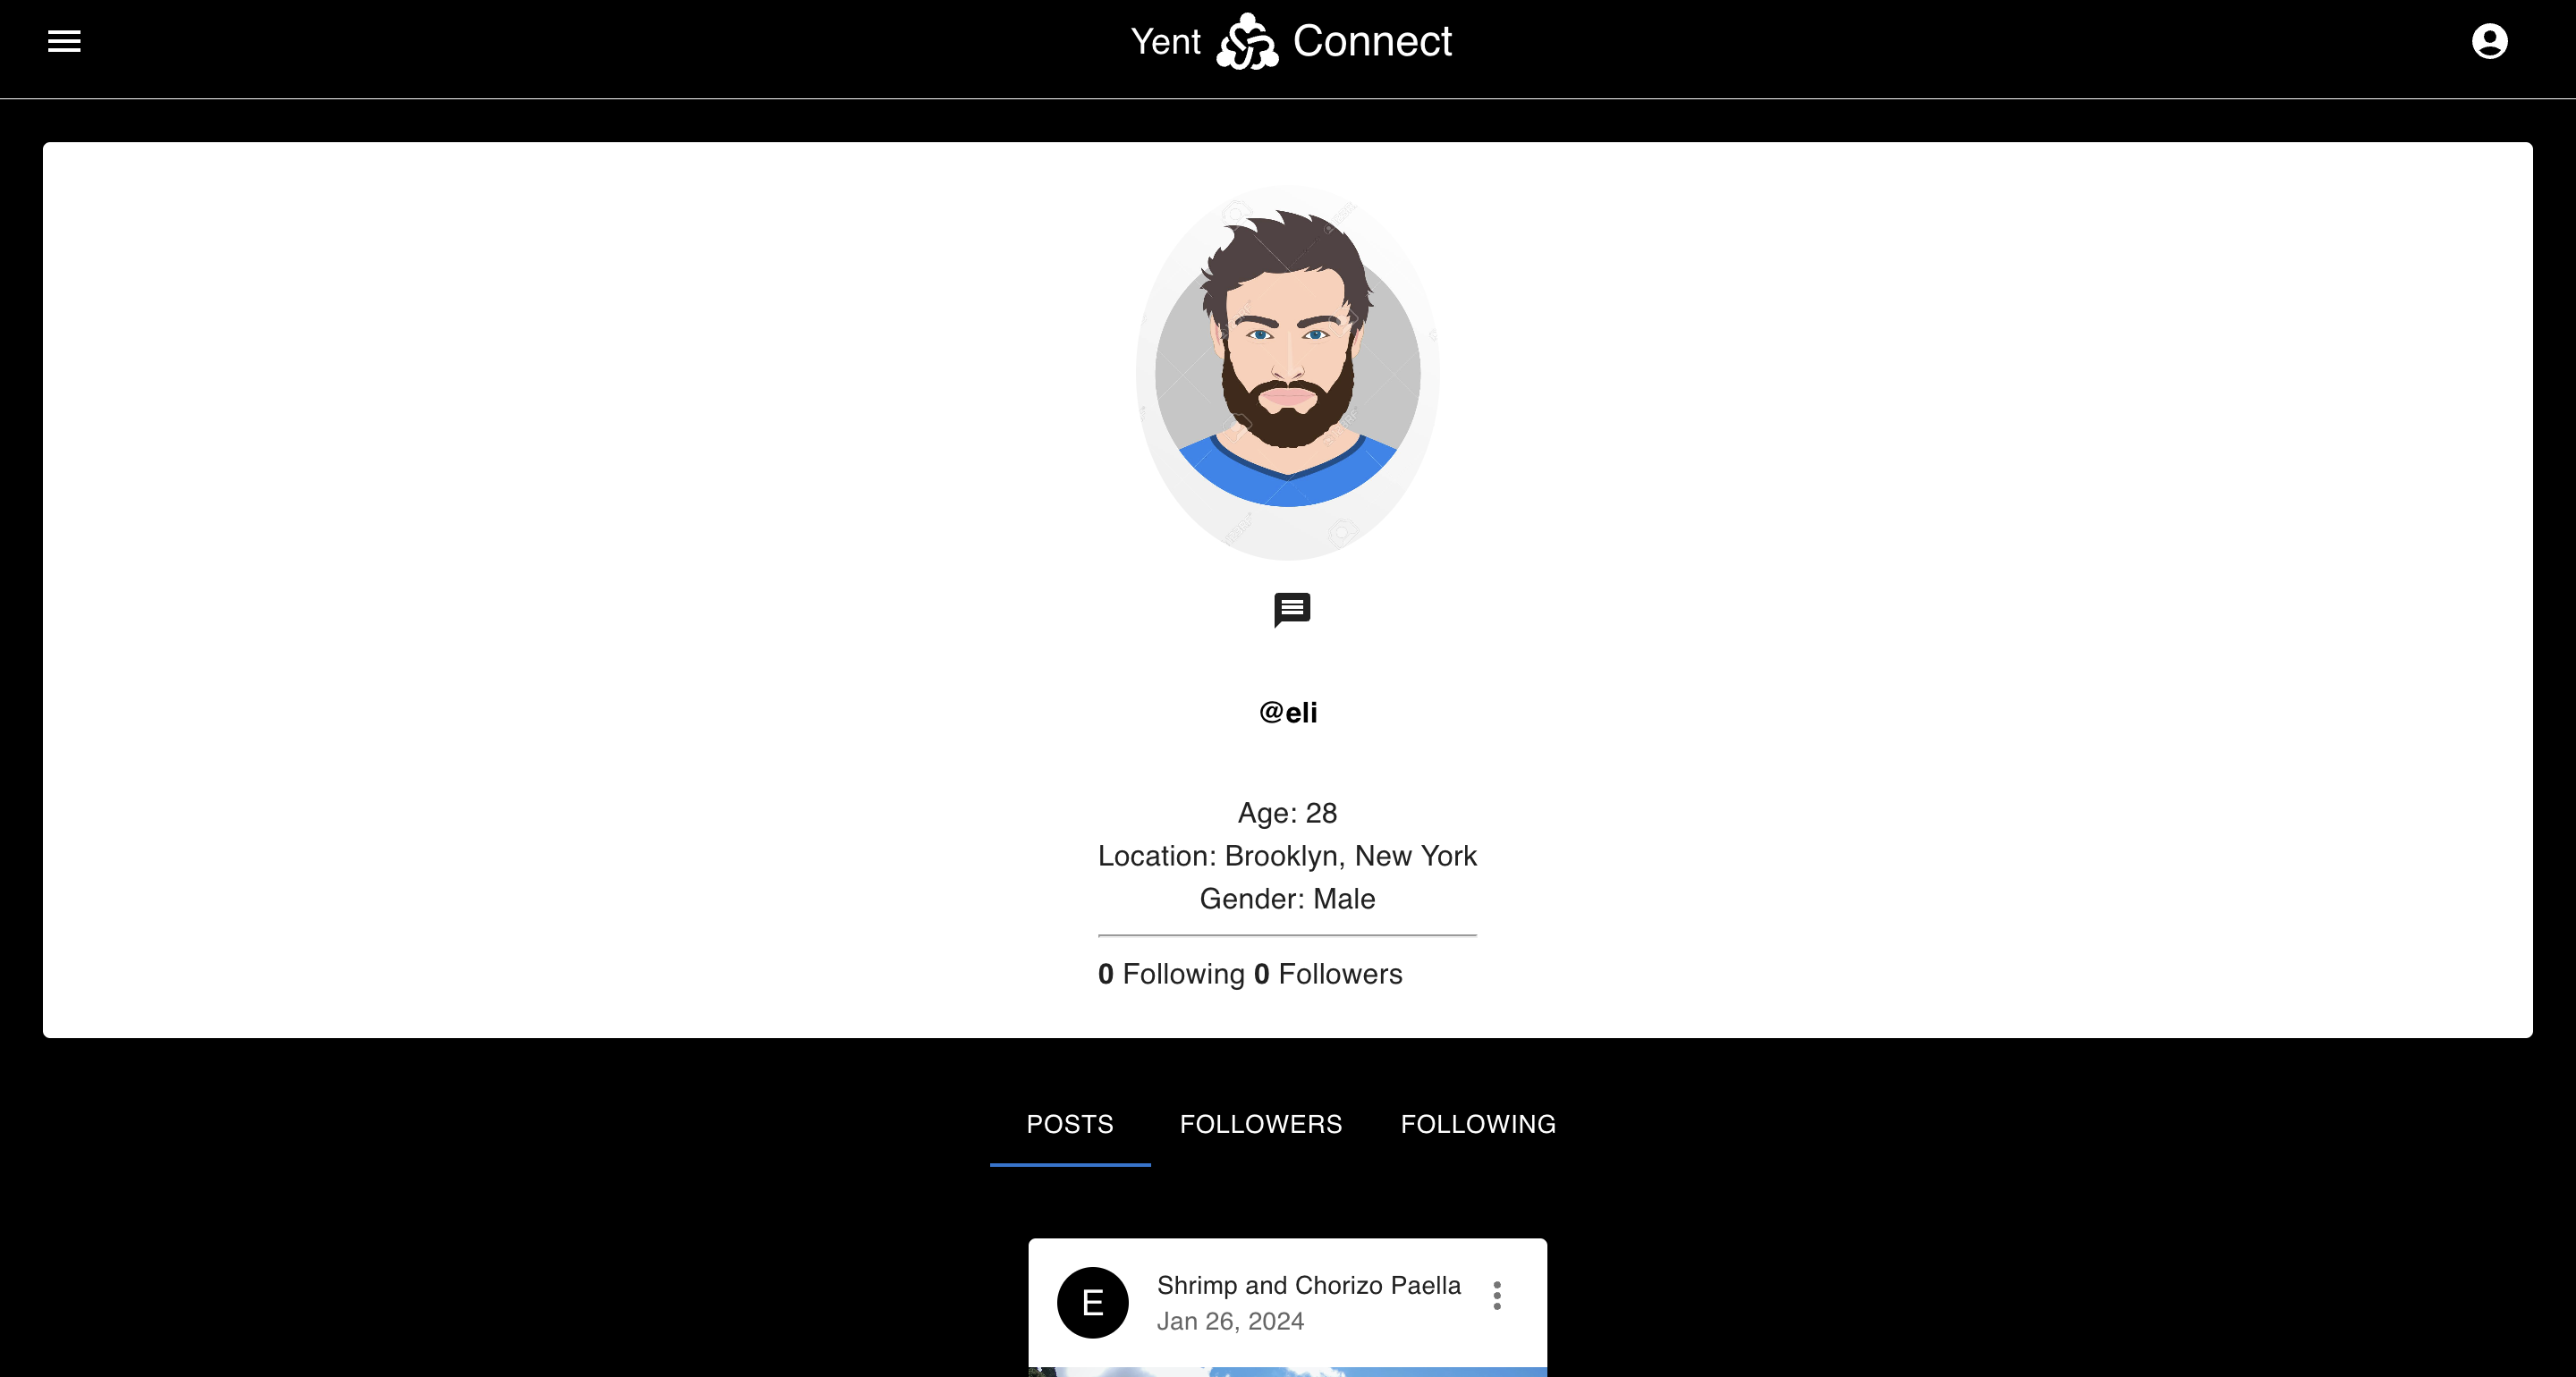 Yent Connect
@eli
Age: 28
Location: Brooklyn, New York
Gender: Male
0 Following 0 Followers
POSTS FOLLOWERS FOLLOWING
E
Shrimp and Chorizo Paella
Jan 26, 2024